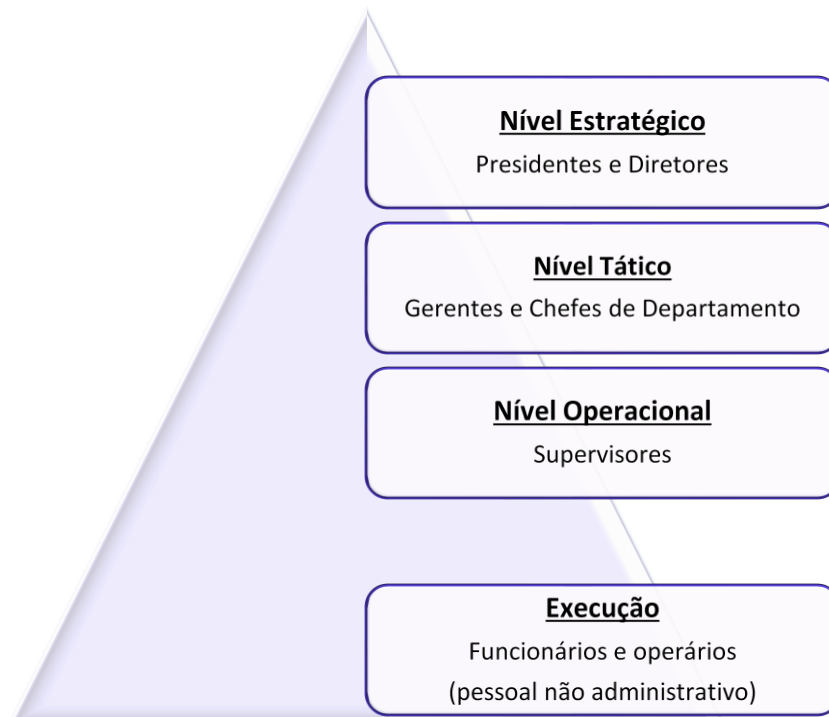 Nível Estratégico
Presidentes e Diretores
Nível Tático
Gerentes e Chefes de Departamento
Nível Operacional
Supervisores
Execução
Funcionários e operários
(pessoal não administrativo)